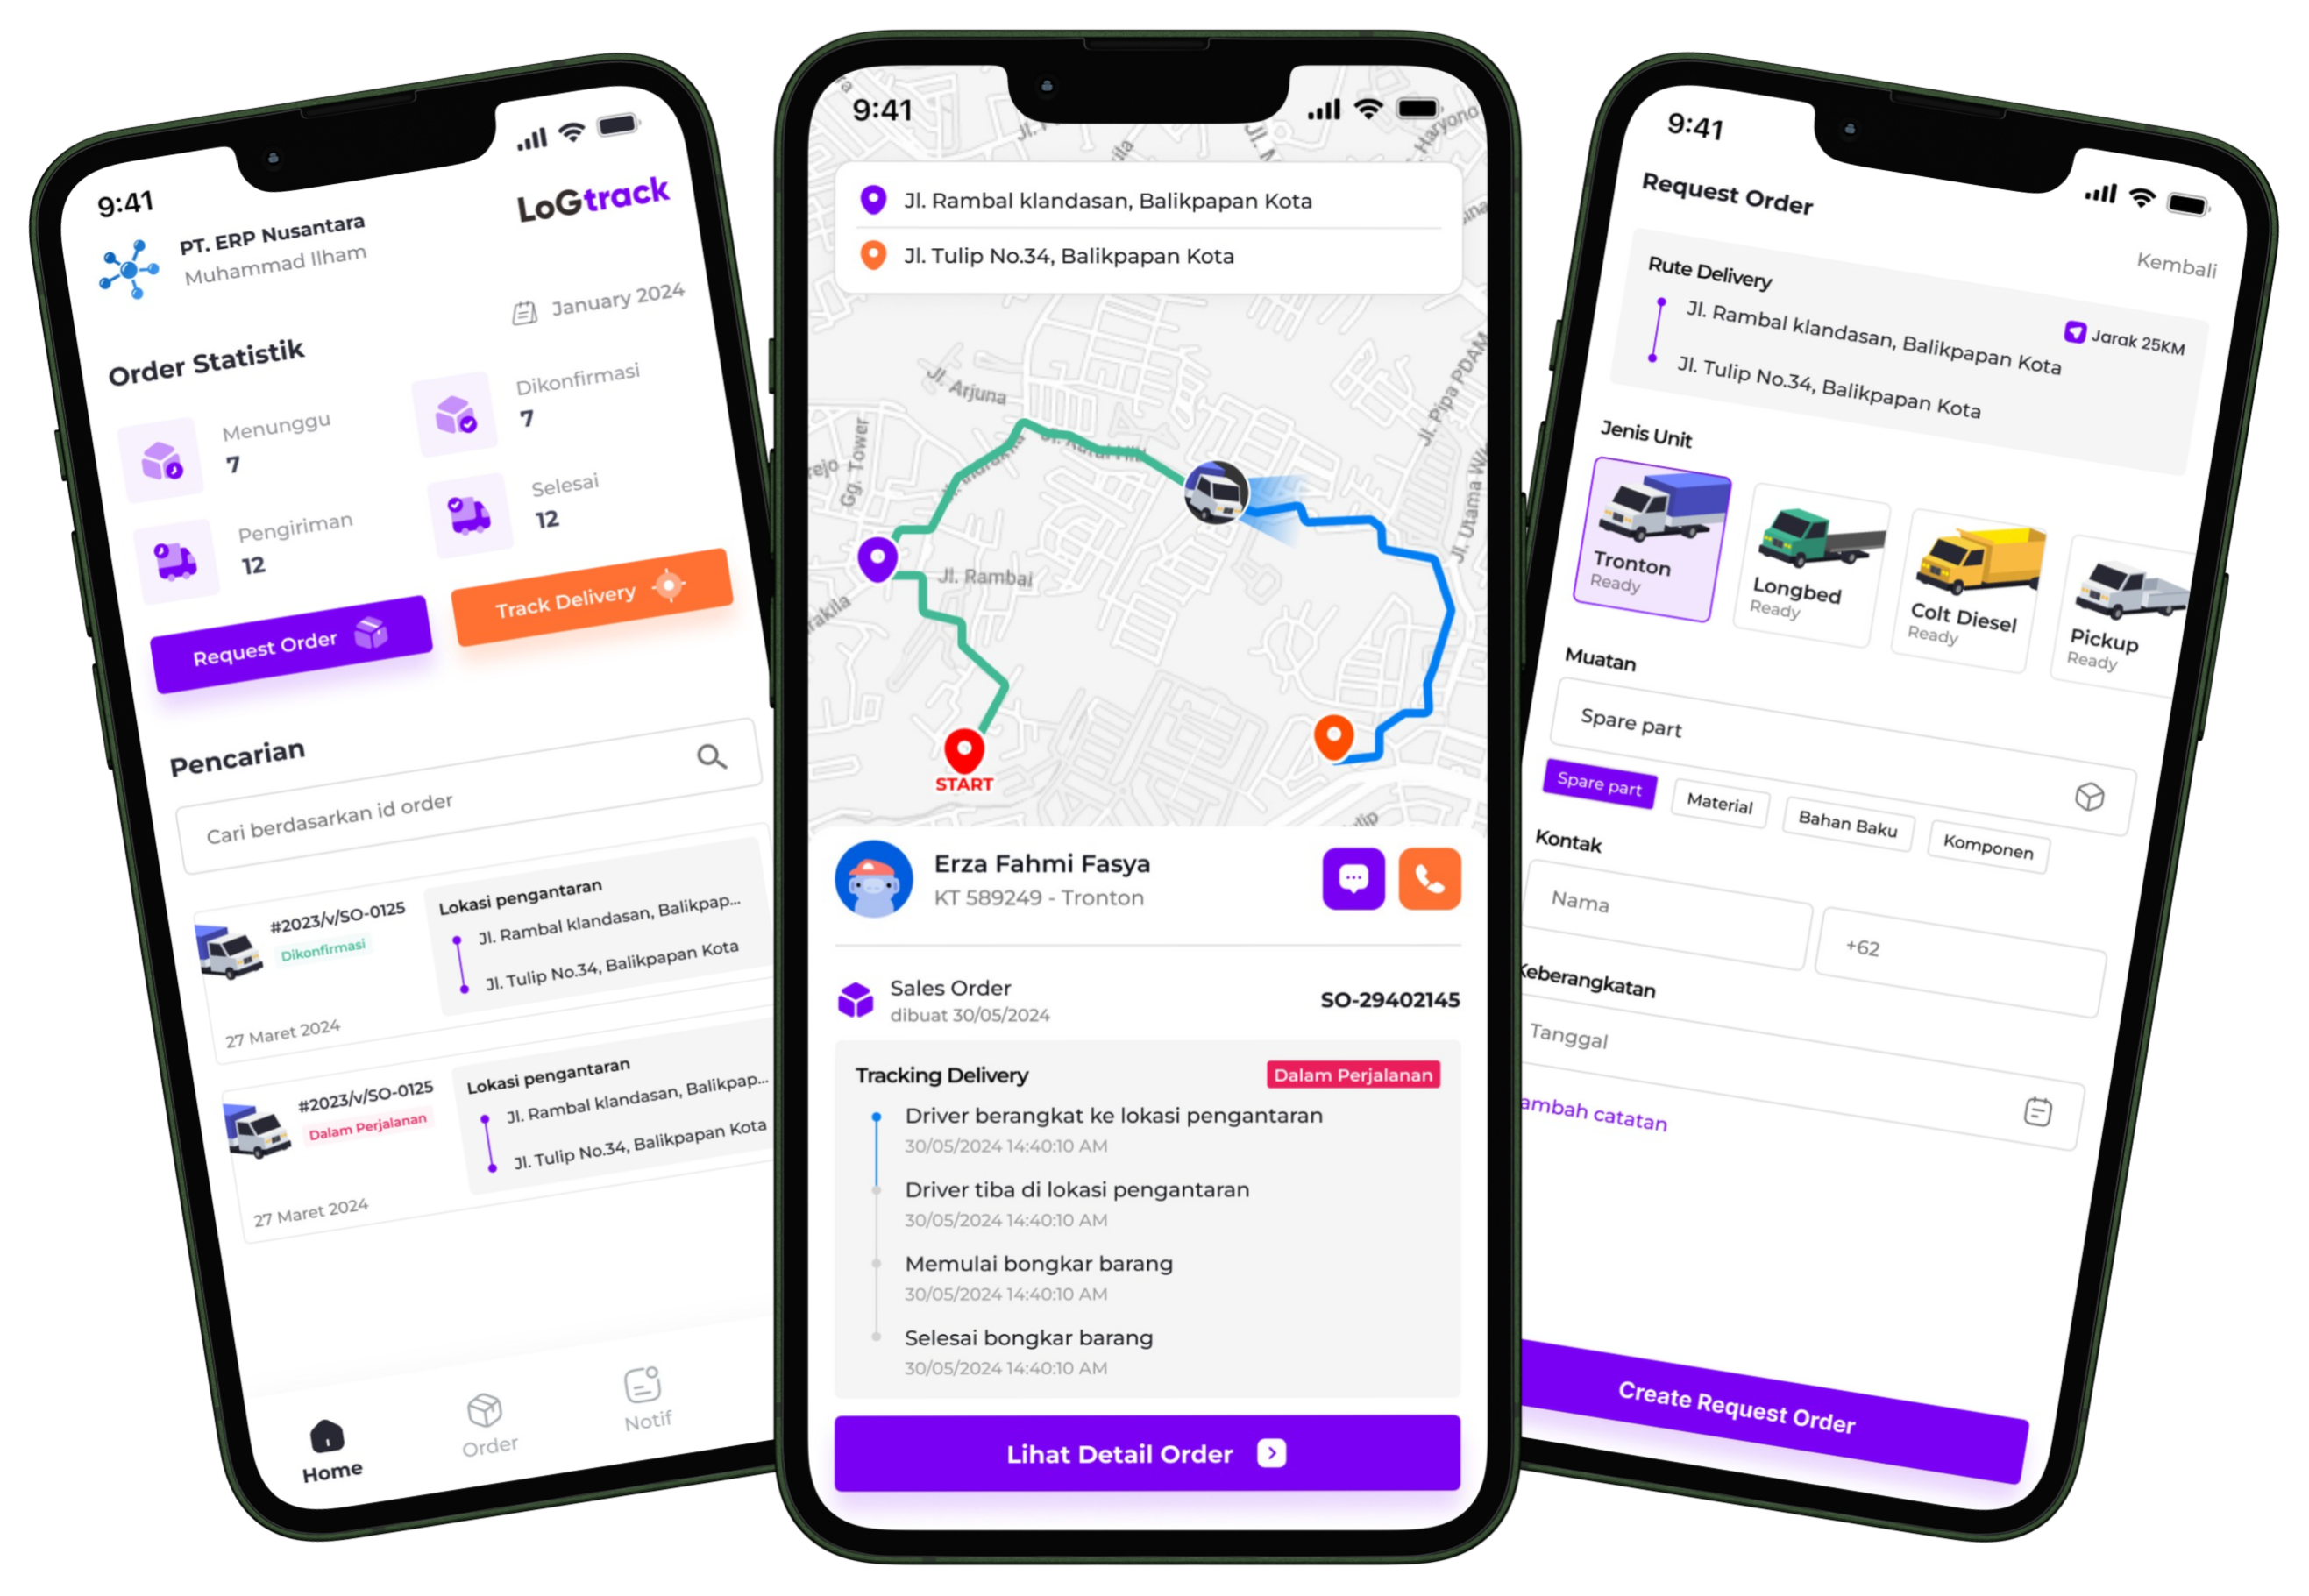 9:41
PT. ERP Nusantara
Muhammad Ilham
LoGtrack
January 2024
Order Statistik
Menunggu
7
Dikonfirmasi
7
Pengiriman
12
Selesai
12
Request Order
Track Delivery
Pencarian
Cari berdasarkan id order
#2023/v/SO-0125
Dikonfirmasi
27 Maret 2024
Lokasi pengantaran
Jl. Rambal klandasan, Balikpap...
Jl. Tulip No.34, Balikpapan Kota
#2023/v/SO-0125
Dalam Perjalanan
27 Maret 2024
Lokasi pengantaran
Jl. Rambal klandasan, Balikpap...
Jl. Tulip No.34, Balikpapan Kota
Home
Order
Notif
9:41
Haryono
Jl. Rambal klandasan, Balikpapan Kota
Jl. Tulip No.34, Balikpapan Kota
Jl. Arjuna
Gg. Tower
Jl. Pipa PDAM
Jl. Utama
Jl. Rambai
START
Erza Fahmi Fasya
KT 589249 - Tronton
Sales Order
dibuat 30/05/2024
SO-29402145
Tracking Delivery
Dalam Perjalanan
Driver berangkat ke lokasi pengantaran
30/05/2024 14:40:10 AM
Driver tiba di lokasi pengantaran
30/05/2024 14:40:10 AM
Memulai bongkar barang
30/05/2024 14:40:10 AM
Selesai bongkar barang
30/05/2024 14:40:10 AM
Lihat Detail Order
9:41
Request Order
Kembali
Rute Delivery
Jl. Rambal klandasan, Balikpapan Kota
Jarak 25KM
Jl. Tulip No.34, Balikpapan Kota
Jenis Unit
Tronton
Ready
Longbed
Ready
Colt Diesel
Ready
Pickup
Ready
Muatan
Spare part
Spare part
Material
Bahan Baku
Komponen
Kontak
Nama
+62
Keberangkatan
Tanggal
ambah catatan
Create Request Order